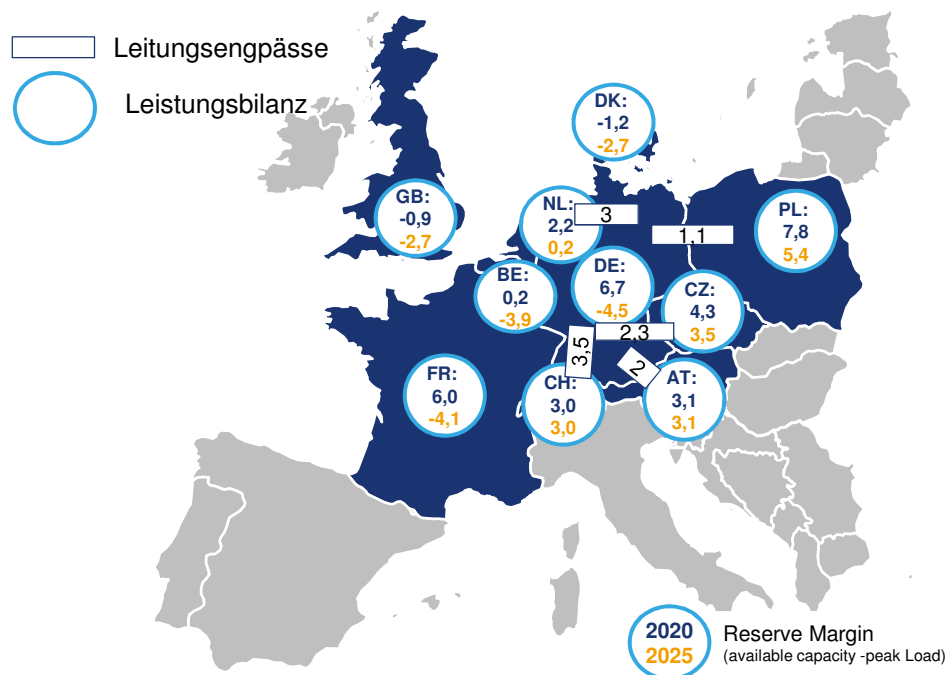 Leitungsengpässe
Leistungsbilanz
DK:
-1,2
-2,7
GB:
-0,9
-2,7
NL:
2,2
0,2
3
1,1
PL:
7,8
5,4
BE:
0,2
-3,9
DE:
6,7
-4,5
CZ:
4,3
3,5
2,3
3,5
2
FR:
6,0
-4,1
CH:
3,0
3,0
AT:
3,1
3,1
2020
2025
Reserve Margin
(available capacity -peak Load)